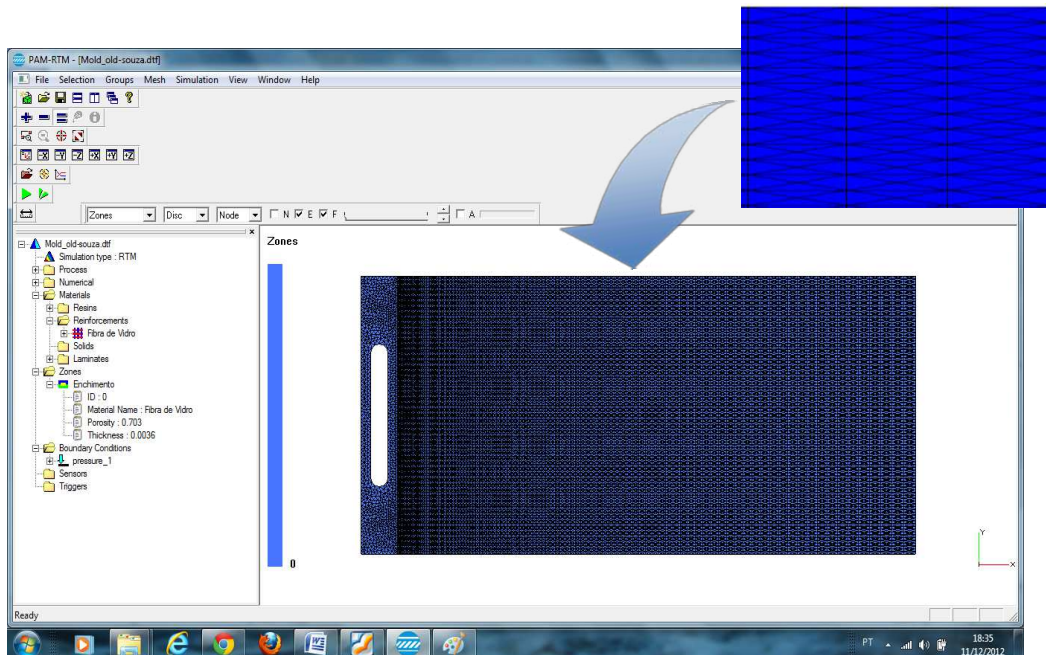 PAM-RTM - [Mold_old-souza.dtf]
File Selection Groups Mesh Simulation View Window Help
Zones Disc Node N E F A
Mold_old-souza.dtf
Simulation type : RTM
Process
Numerical
Materials
Resins
Reinforcements
Fibra de Vidro
Solids
Laminates
Zones
Enchimento
ID : 0
Material Name : Fibra de Vidro
Porosity : 0.703
Thickness : 0.0036
Boundary Conditions
pressure_1
Sensors
Triggers
Zones
0
Y
X
Ready
PT
18:35
11/12/2012